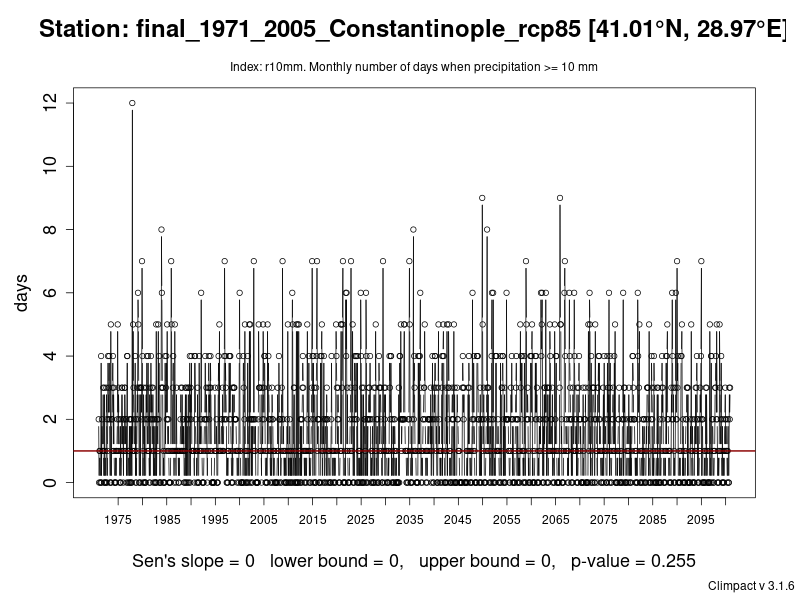 Station: final_1971_2005_Constantinople_rcp85 [41.01°N, 28.97°E]
Index: r10mm. Monthly number of days when precipitation >= 10 mm
12
10
8
6
4
2
0
days
1975 1985 1995 2005 2015 2025 2035 2045 2055 2065 2075 2085 2095
Sen's slope = 0 lower bound = 0, upper bound = 0, p-value = 0.255
Climpact v 3.1.6